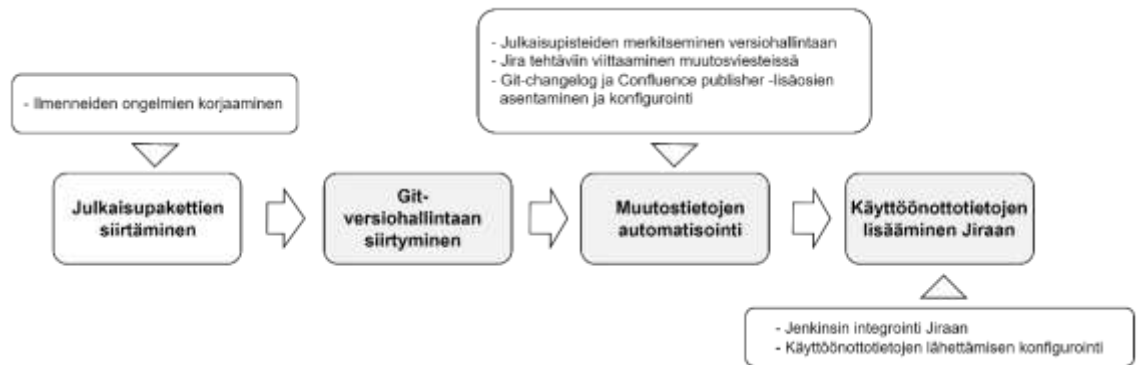 - Julkaisupisteiden merkitseminen versiohallintaan
- Jira tehtäviin viittaaminen muutosviesteissä
- Git-changelog ja Confluence publisher -lisäosien
asentaminen ja konfigurointi
- Ilmenneiden ongelmien korjaaminen
Julkaisupakettien
siirtäminen
Git-
versiohallintaan
siirtyminen
Muutostietojen
automatisointi
Käyttöönottotietojen
lisääminen Jiraan
- Jenkinsin integrointi Jiraan
- Käyttöönottotietojen lähettämisen konfigurointi